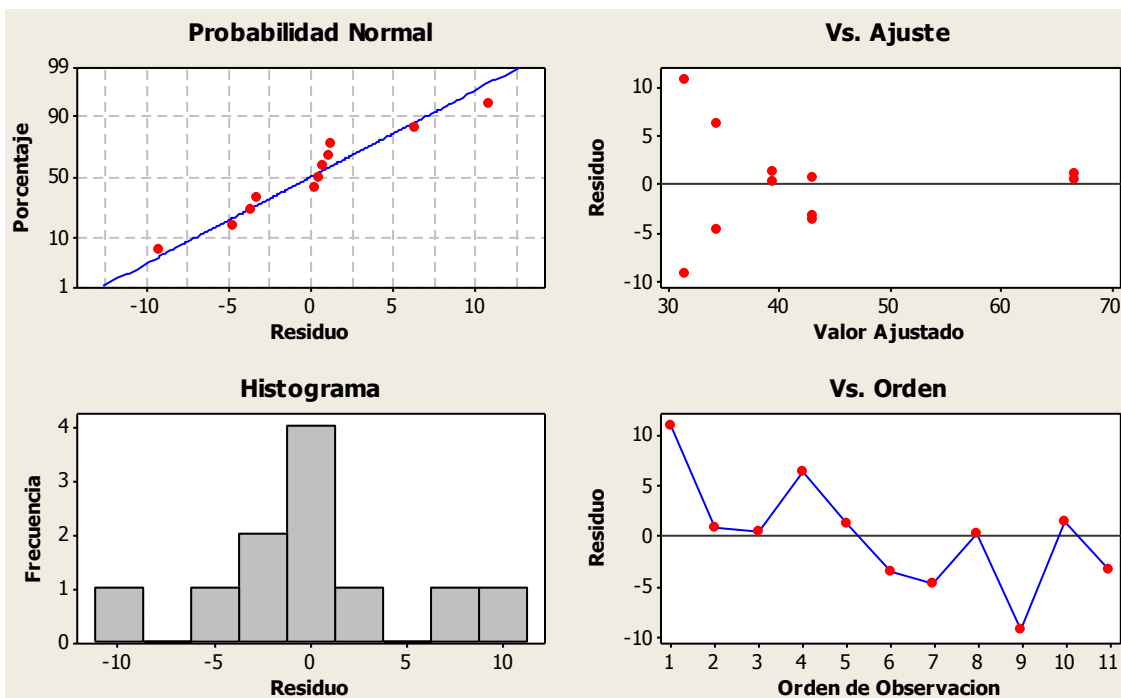 Probabilidad Normal
99
90
50
10
1
Porcentaje
-10 -5 0 5 10
Residuo
Vs. Ajuste
10
5
0
-5
-10
Residuo
30 40 50 60 70
Valor Ajustado
Histograma
4
3
2
1
0
Frecuencia
-10 -5 0 5 10
Residuo
Vs. Orden
10
5
0
-5
-10
Residuo
1 2 3 4 5 6 7 8 9 10 11
Orden de Observacion